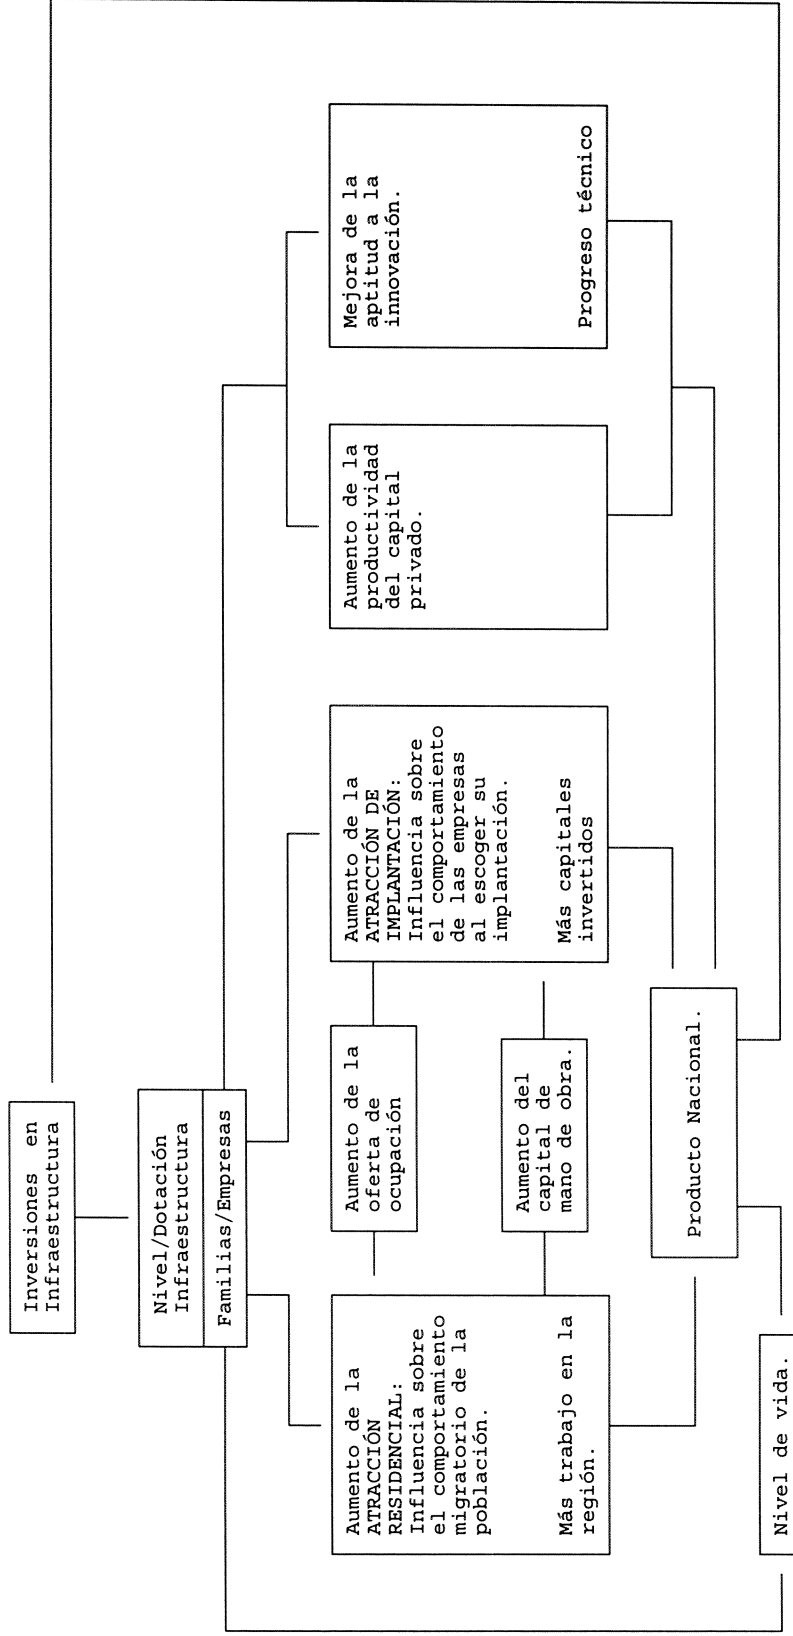 Inversiones en
Infraestructura
Nivel/Dotación
Infraestructura
Familias/Empresas
Aumento de la
ATRACCIÓN
RESIDENCIAL:
Influencia sobre
el comportamiento
migratorio de la
población.
Más trabajo en la
región.
Aumento de la
oferta de
ocupación
Aumento del
capital de
mano de obra.
Aumento de la
ATRACCIÓN DE
IMPLANTACIÓN:
Influencia sobre
el comportamiento
de las empresas
al escoger su
implantación.
Más capitales
invertidos
Aumento de la
productividad
del capital
privado.
Mejora de la
aptitud a la
innovación.
Progreso técnico
Producto Nacional.
Nivel de vida.